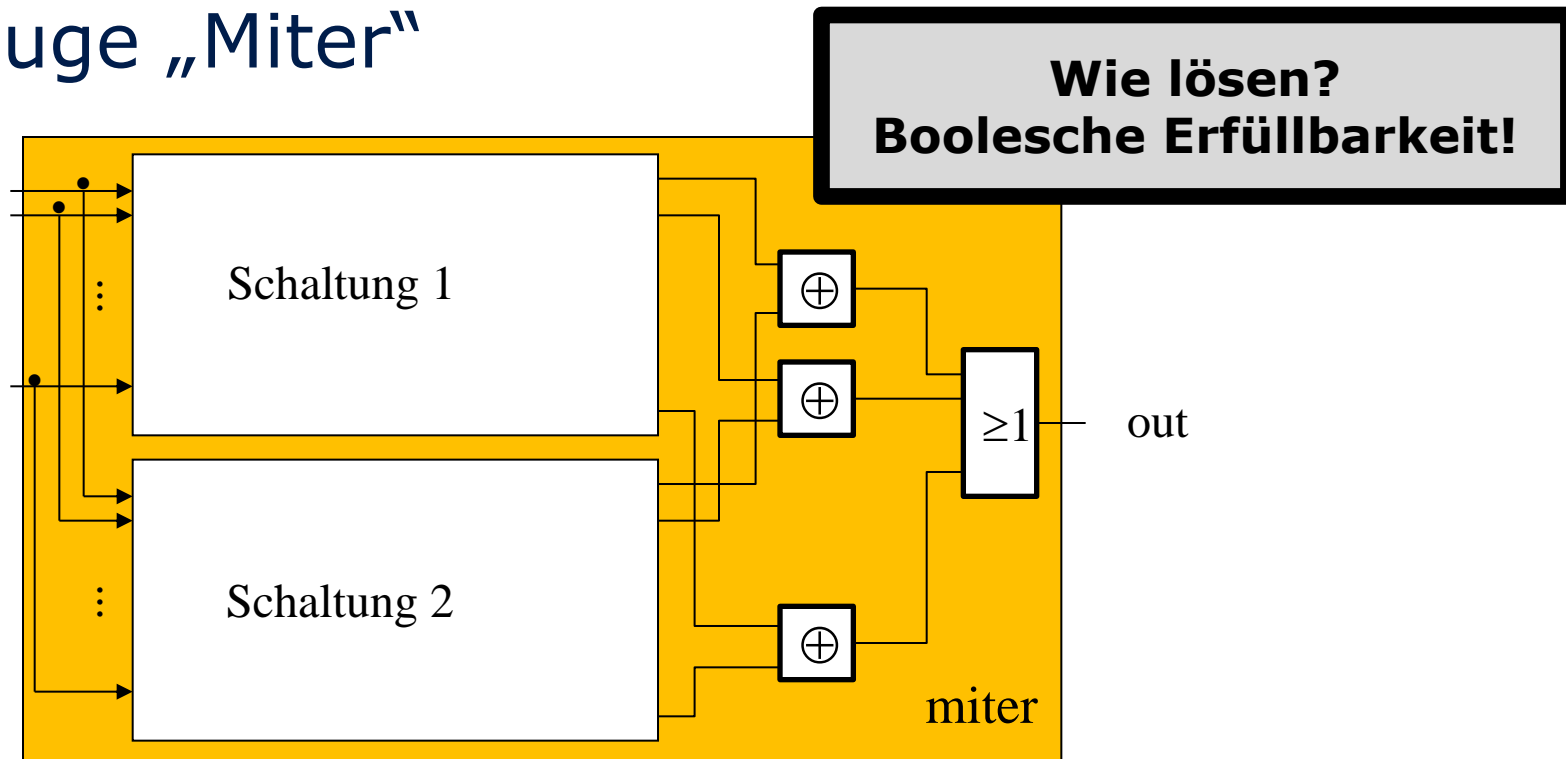 uge „Miter“
Wie lösen?
Boolesche Erfüllbarkeit!
Schaltung 1
⋮
⊕
⊕
≥1
out
Schaltung 2
⋮
⊕
miter